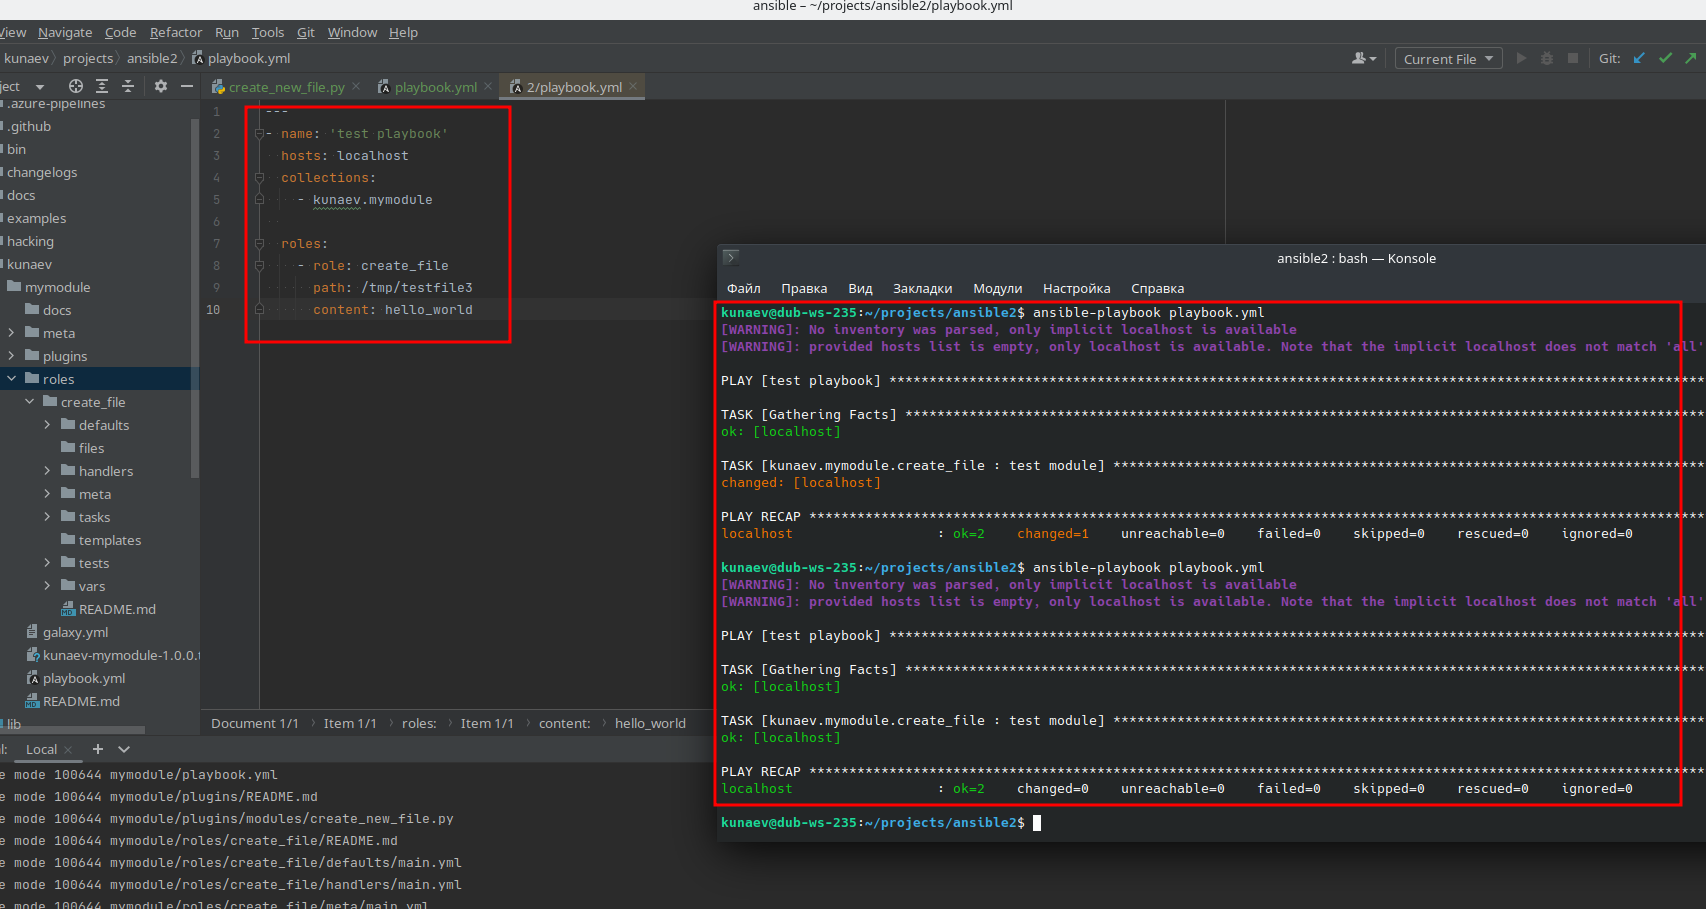 ansible – ~/projects/ansible2/playbook.yml
View Navigate Code Refactor Run Tools Git Window Help
kunaev projects ansible2 playbook.yml
Current File Git:
create_new_file.py playbook.yml 2/playbook.yml
.azure-pipelines
.github
bin
changelogs
docs
examples
hacking
kunaev
mymodule
docs
meta
plugins
roles
create_file
defaults
files
handlers
meta
tasks
templates
tests
vars
README.md
galaxy.yml
kunaev-mymodule-1.0.0.t
playbook.yml
README.md
lib
1 ---
2 - name: 'test playbook'
3 hosts: localhost
4 collections:
5 - kunaev.mymodule
6
7 roles:
8 - role: create_file
9 path: /tmp/testfile3
10 content: hello_world
Document 1/1 Item 1/1 roles: Item 1/1 content: hello_world
Local
e mode 100644 mymodule/playbook.yml
e mode 100644 mymodule/plugins/README.md
e mode 100644 mymodule/plugins/modules/create_new_file.py
e mode 100644 mymodule/roles/create_file/README.md
e mode 100644 mymodule/roles/create_file/defaults/main.yml
e mode 100644 mymodule/roles/create_file/handlers/main.yml
e mode 100644 mymodule/roles/create_file/meta/main.yml
ansible2 : bash — Konsole
Файл Правка Вид Закладки Модули Настройка Справка
kunaev@dub-ws-235:~/projects/ansible2$ ansible-playbook playbook.yml
[WARNING]: No inventory was parsed, only implicit localhost is available
[WARNING]: provided hosts list is empty, only localhost is available. Note that the implicit localhost does not match 'all'
PLAY [test playbook] ****************************************************************************************************
TASK [Gathering Facts] **************************************************************************************************
ok: [localhost]
TASK [kunaev.mymodule.create_file : test module] **************************************************************************
changed: [localhost]
PLAY RECAP **************************************************************************************************************
localhost : ok=2 changed=1 unreachable=0 failed=0 skipped=0 rescued=0 ignored=0
kunaev@dub-ws-235:~/projects/ansible2$ ansible-playbook playbook.yml
[WARNING]: No inventory was parsed, only implicit localhost is available
[WARNING]: provided hosts list is empty, only localhost is available. Note that the implicit localhost does not match 'all'
PLAY [test playbook] ****************************************************************************************************
TASK [Gathering Facts] **************************************************************************************************
ok: [localhost]
TASK [kunaev.mymodule.create_file : test module] **************************************************************************
ok: [localhost]
PLAY RECAP **************************************************************************************************************
localhost : ok=2 changed=0 unreachable=0 failed=0 skipped=0 rescued=0 ignored=0
kunaev@dub-ws-235:~/projects/ansible2$